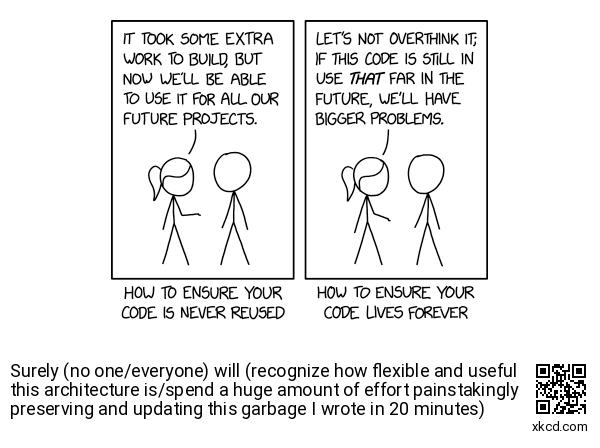 IT TOOK SOME EXTRA
WORK TO BUILD, BUT
NOW WE'LL BE ABLE
TO USE IT FOR ALL OUR
FUTURE PROJECTS.
HOW TO ENSURE YOUR
CODE IS NEVER REUSED
LET'S NOT OVERTHINK IT;
IF THIS CODE IS STILL IN
USE THAT FAR IN THE
FUTURE, WE'LL HAVE
BIGGER PROBLEMS.
HOW TO ENSURE YOUR
CODE LIVES FOREVER
Surely (no one/everyone) will (recognize how flexible and useful
this architecture is/spend a huge amount of effort painstakingly
preserving and updating this garbage I wrote in 20 minutes)
xkcd.com